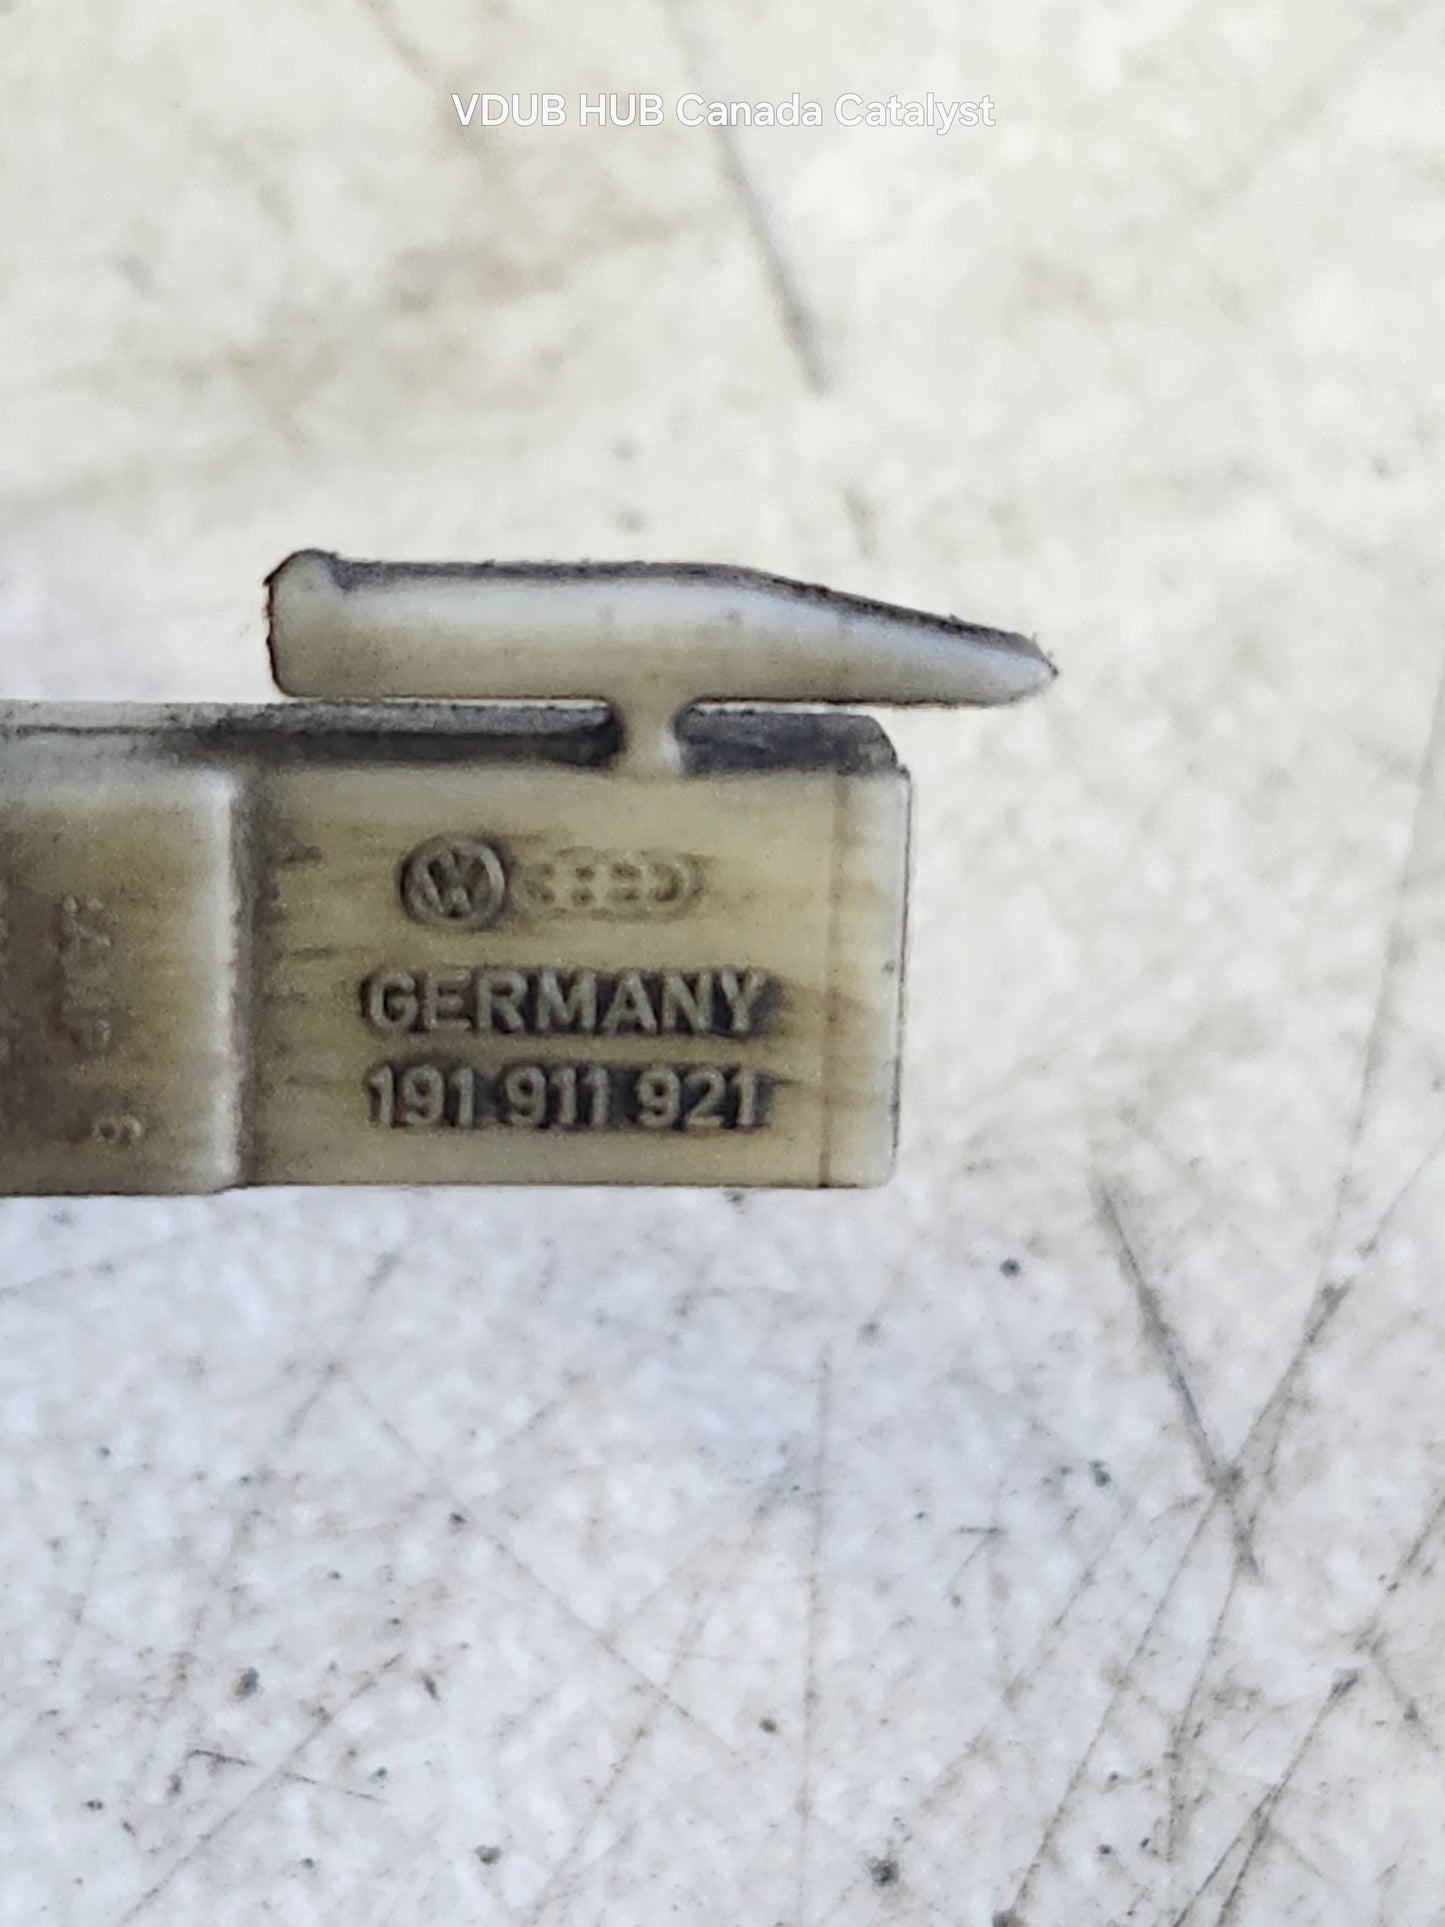 VDUB HUB Canada Catalyst
GERMANY
191 911 921